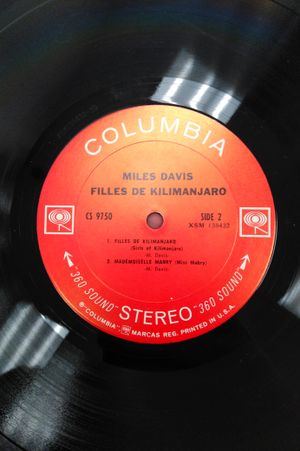 COLUMBIA
MILES DAVIS
FILLES DE KILIMANJARO
CS 9750
SIDE 2
XSM 139432
1. FILLES DE KILIMANJARO
(Girls of Kilimanjaro)
-M. Davis-
2. MADEMOISELLE MABRY (Miss Mabry)
-M. Davis-
"360 SOUND" STEREO "360 SOUND"
® "COLUMBIA" MARCAS REG. PRINTED IN U.S.A.